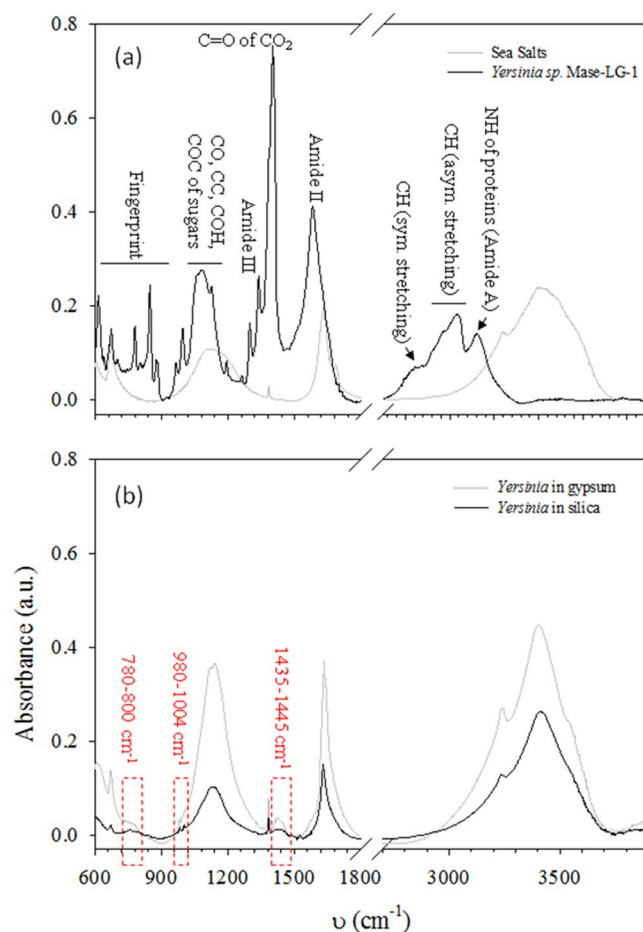 C=O of CO2
(a)
Sea Salts
Yersinia sp. Mase-LG-1
Fingerprint
CO, CC, COH,
COC of sugars
Amide III
Amide II
CH (sym. stretching)
CH (asym. stretching)
NH of proteins (Amide A)
0.8
0.6
0.4
0.2
0.0
(b)
Yersinia in gypsum
Yersinia in silica
780-800 cm-1
980-1004 cm-1
1435-1445 cm-1
0.8
0.6
0.4
0.2
0.0
Absorbance (a.u.)
600 900 1200 1500 1800 3000 3500
υ (cm-1)